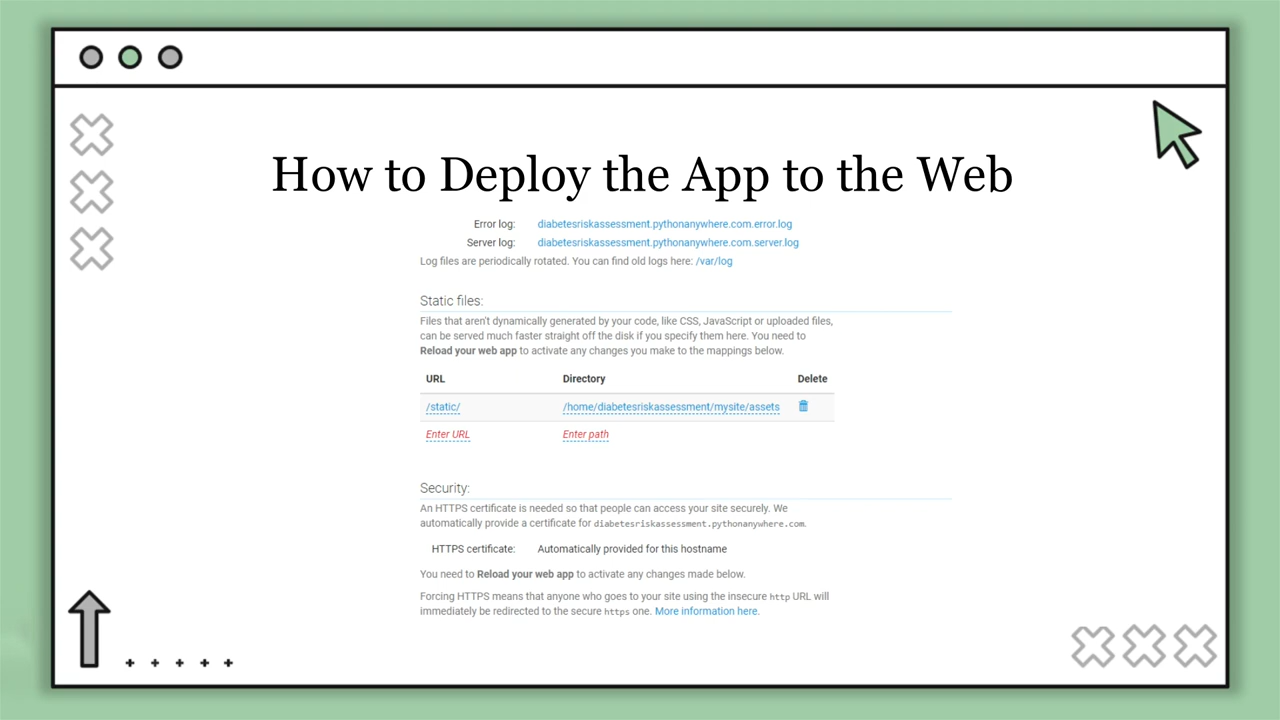 How to Deploy the App to the Web
Error log: diabetesriskassessment.pythonanywhere.com.error.log
Server log: diabetesriskassessment.pythonanywhere.com.server.log
Log files are periodically rotated. You can find old logs here: /var/log
Static files:
Files that aren't dynamically generated by your code, like CSS, JavaScript or uploaded files,
can be served much faster straight off the disk if you specify them here. You need to
Reload your web app to activate any changes you make to the mappings below.
URL Directory Delete
/static/ /home/diabetesriskassessment/mysite/assets
Enter URL Enter path
Security:
An HTTPS certificate is needed so that people can access your site securely. We
automatically provide a certificate for diabetesriskassessment.pythonanywhere.com.
HTTPS certificate: Automatically provided for this hostname
You need to Reload your web app to activate any changes made below.
Forcing HTTPS means that anyone who goes to your site using the insecure http URL will
immediately be redirected to the secure https one. More information here.